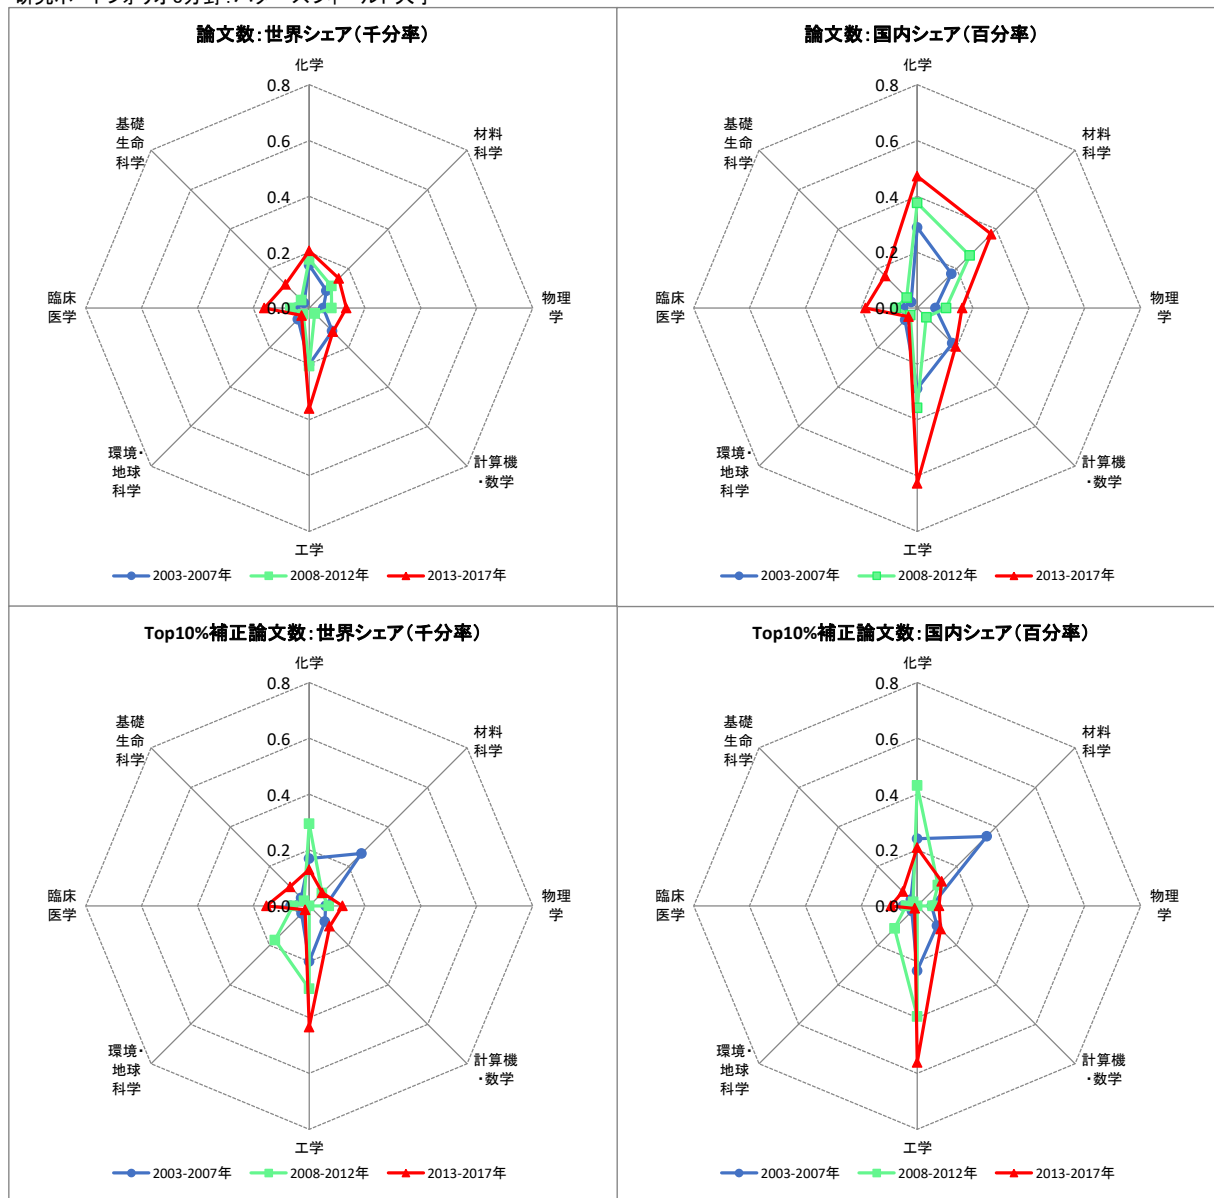 論文数:世界シェア(千分率)
化学
0.8
0.6
0.4
0.2
0.0
材料
科学
物理
学
計算機
・数学
工学
環境・
地球
科学
臨床
医学
基礎
生命
科学
2003-2007年 2008-2012年 2013-2017年
論文数:国内シェア(百分率)
化学
0.8
0.6
0.4
0.2
0.0
材料
科学
物理
学
計算機
・数学
工学
環境・
地球
科学
臨床
医学
基礎
生命
科学
2003-2007年 2008-2012年 2013-2017年
Top10%補正論文数:世界シェア(千分率)
化学
0.8
0.6
0.4
0.2
0.0
材料
科学
物理
学
計算機
・数学
工学
環境・
地球
科学
臨床
医学
基礎
生命
科学
2003-2007年 2008-2012年 2013-2017年
Top10%補正論文数:国内シェア(百分率)
化学
0.8
0.6
0.4
0.2
0.0
材料
科学
物理
学
計算機
・数学
工学
環境・
地球
科学
臨床
医学
基礎
生命
科学
2003-2007年 2008-2012年 2013-2017年